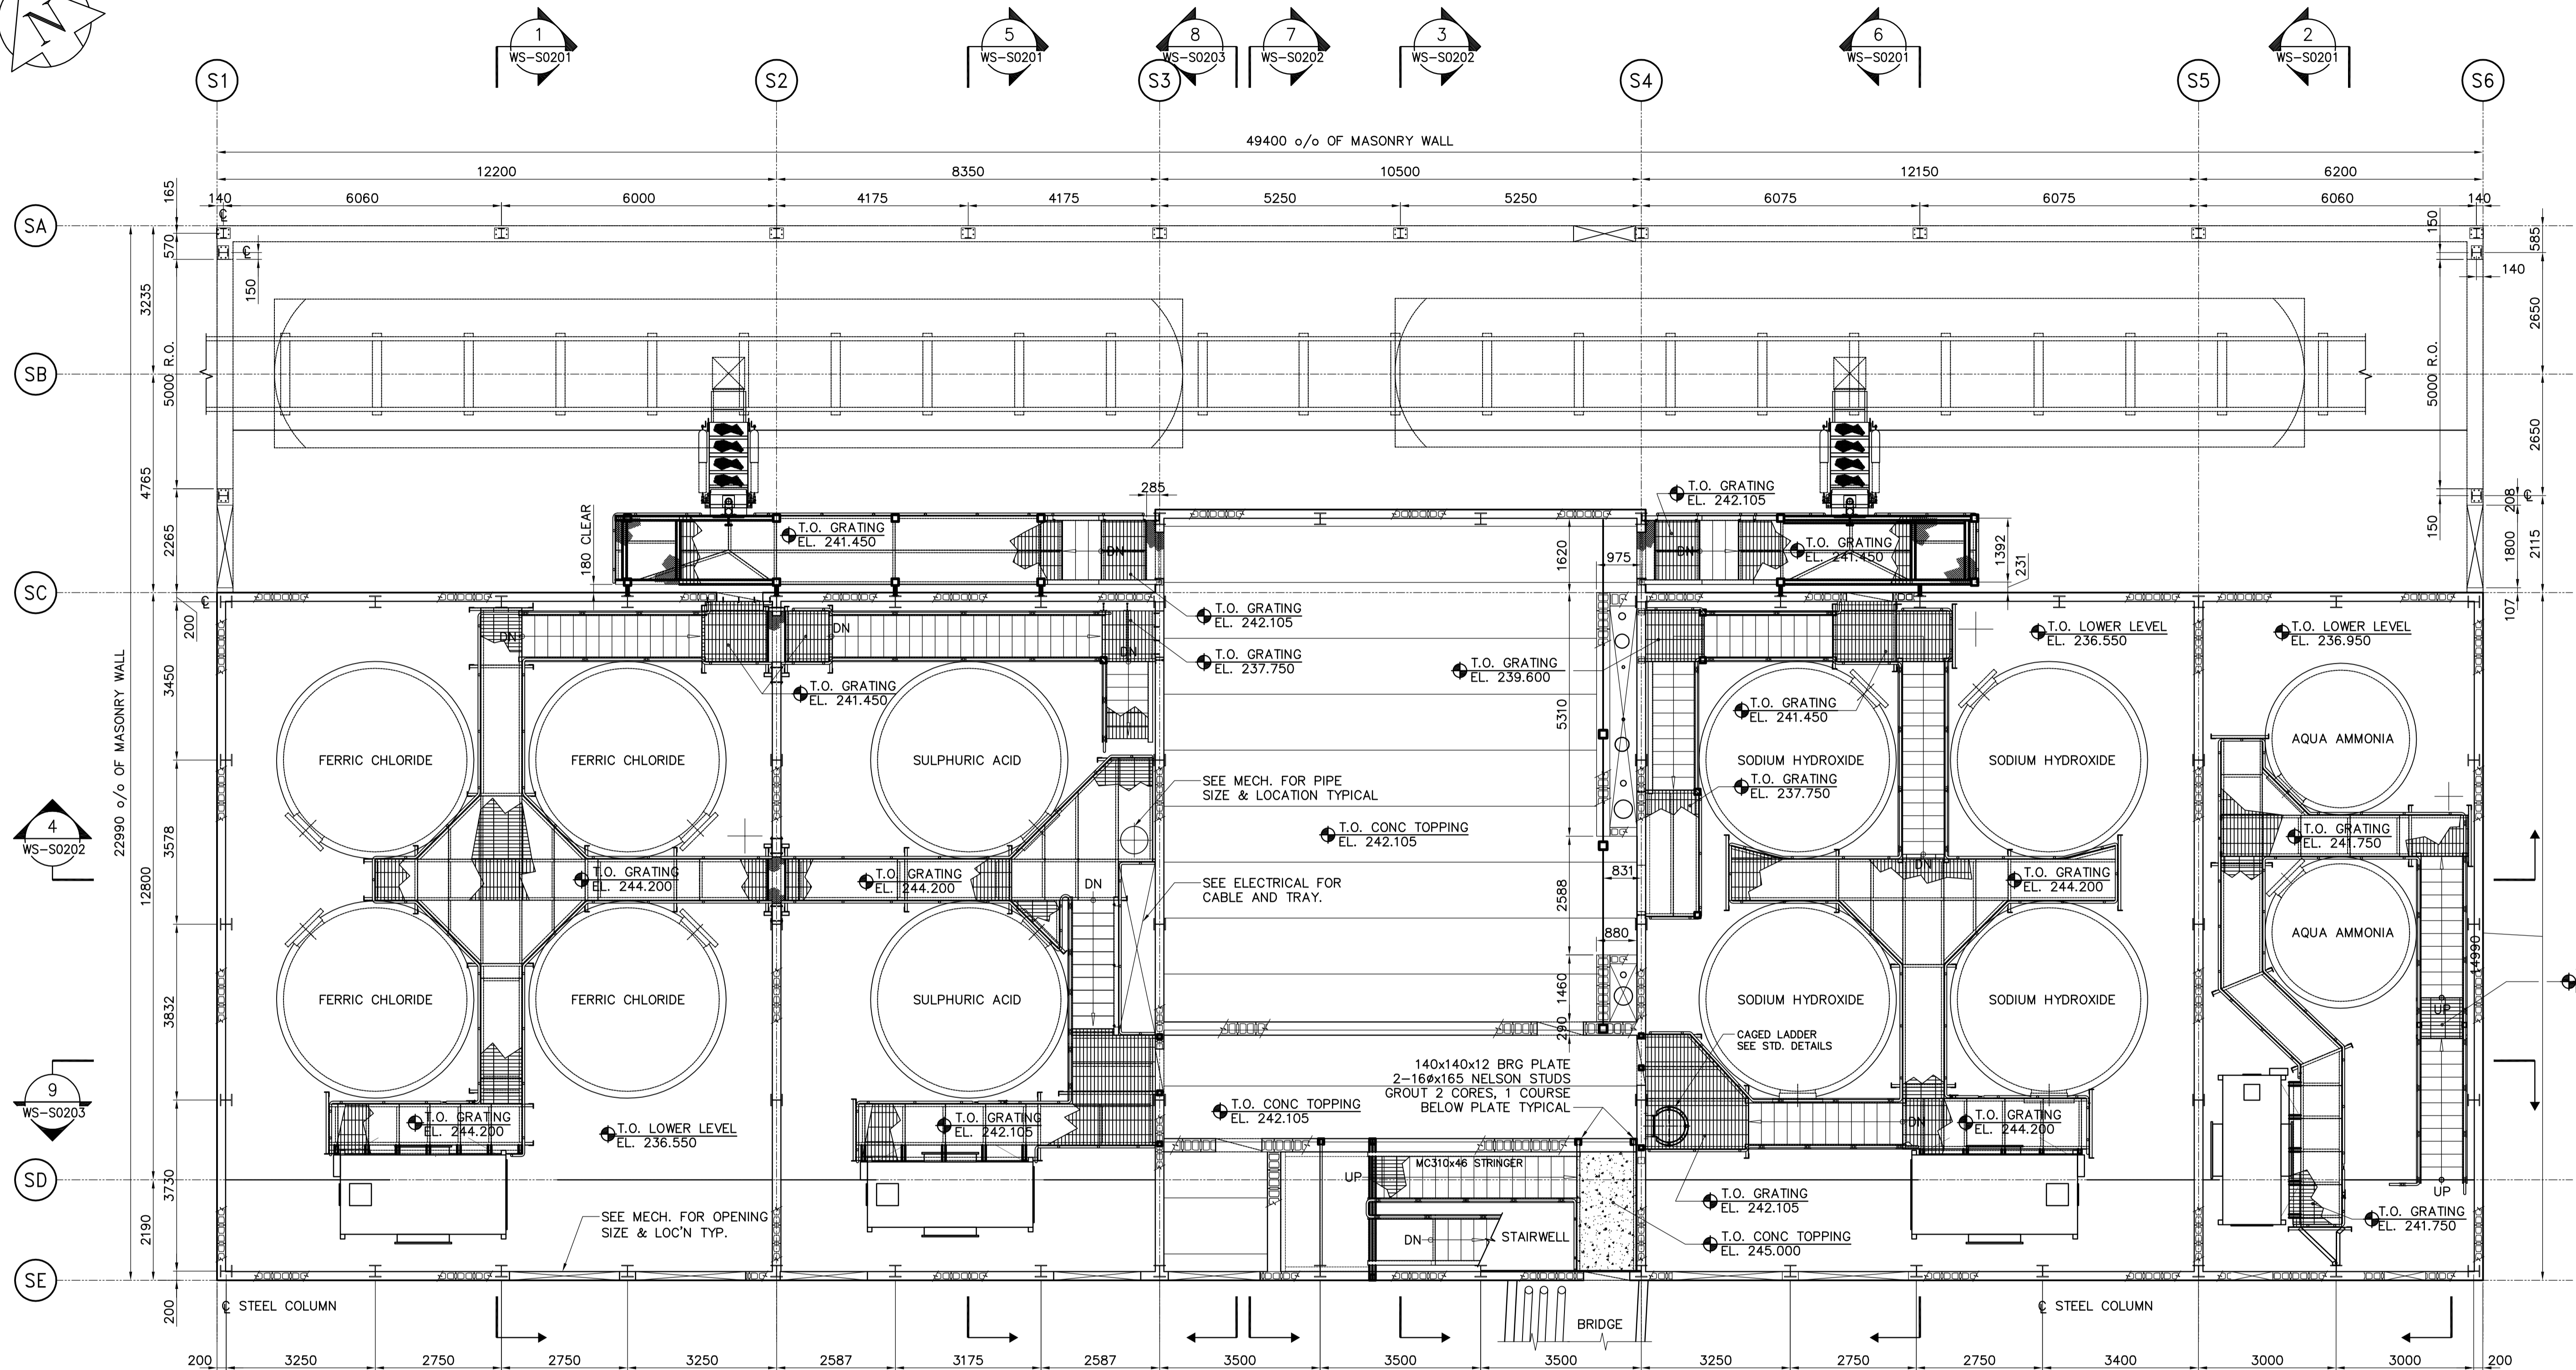 N
1
WS-S0201
5
WS-S0201
8
WS-S0203
7
WS-S0202
3
WS-S0202
6
WS-S0201
2
WS-S0201
S1
S2
S3
S4
S5
S6
49400 o/o OF MASONRY WALL
12200
8350
10500
12150
6200
140
6060
6000
4175
4175
5250
5250
6075
6075
6060
140
SA
SB
SC
SD
SE
165
570
3235
5000 R.O.
4765
2265
150
22990 o/o OF MASONRY WALL
12800
200
3450
3578
3832
3730
2190
200
150
585
140
2650
5000 R.O.
2650
208
150
1800
2115
107
14990
4
WS-S0202
9
WS-S0203
180 CLEAR
285
T.O. GRATING
EL. 241.450
T.O. GRATING
EL. 242.105
T.O. GRATING
EL. 241.450
1620
975
1392
231
T.O. GRATING
EL. 242.105
T.O. GRATING
EL. 237.750
T.O. GRATING
EL. 239.600
T.O. LOWER LEVEL
EL. 236.550
T.O. LOWER LEVEL
EL. 236.950
DN
DN
DN
DN
DN
T.O. GRATING
EL. 241.450
T.O. GRATING
EL. 241.450
5310
FERRIC CHLORIDE
FERRIC CHLORIDE
SULPHURIC ACID
SODIUM HYDROXIDE
SODIUM HYDROXIDE
AQUA AMMONIA
SEE MECH. FOR PIPE
SIZE & LOCATION TYPICAL
T.O. GRATING
EL. 237.750
T.O. CONC TOPPING
EL. 242.105
T.O. GRATING
EL. 241.750
T.O. GRATING
EL. 244.200
T.O. GRATING
EL. 244.200
SEE ELECTRICAL FOR
CABLE AND TRAY.
831
2588
DN
DN
T.O. GRATING
EL. 244.200
880
1460
290
FERRIC CHLORIDE
FERRIC CHLORIDE
SULPHURIC ACID
SODIUM HYDROXIDE
SODIUM HYDROXIDE
AQUA AMMONIA
UP
CAGED LADDER
SEE STD. DETAILS
140x140x12 BRG PLATE
2-16øx165 NELSON STUDS
GROUT 2 CORES, 1 COURSE
BELOW PLATE TYPICAL
T.O. GRATING
EL. 244.200
T.O. LOWER LEVEL
EL. 236.550
T.O. GRATING
EL. 242.105
T.O. CONC TOPPING
EL. 242.105
DN
T.O. GRATING
EL. 244.200
MC310x46 STRINGER
UP
UP
T.O. GRATING
EL. 242.105
T.O. GRATING
EL. 241.750
SEE MECH. FOR OPENING
SIZE & LOC'N TYP.
DN
STAIRWELL
T.O. CONC TOPPING
EL. 245.000
℄ STEEL COLUMN
BRIDGE
℄ STEEL COLUMN
200
3250
2750
2750
3250
2587
3175
2587
3500
3500
3500
3250
2750
2750
3400
3000
3000
200